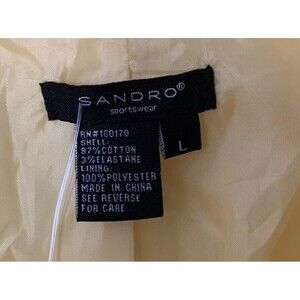 SANDRO®
sportswear
RN#100170
SHELL:
97%COTTON
3%ELASTANE
LINING:
100%POLYESTER
MADE IN CHINA
SEE REVERSE
FOR CARE
L